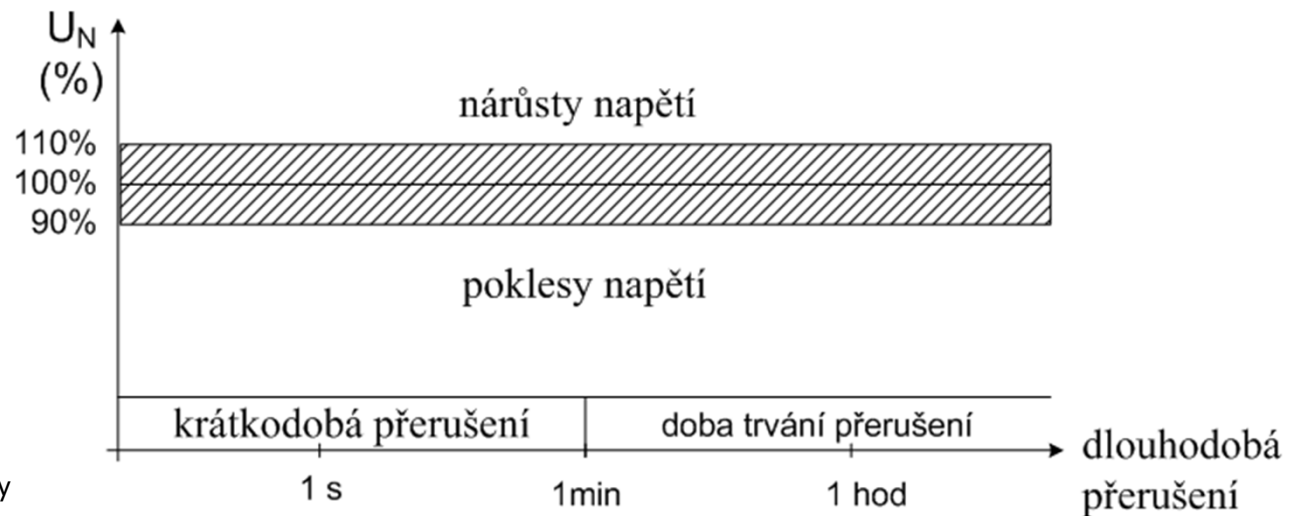 U_N
(%)
nárůsty napětí
110%
100%
90%
poklesy napětí
krátkodobá přerušení
doba trvání přerušení
dlouhodobá
přerušení
y
1 s
1min
1 hod